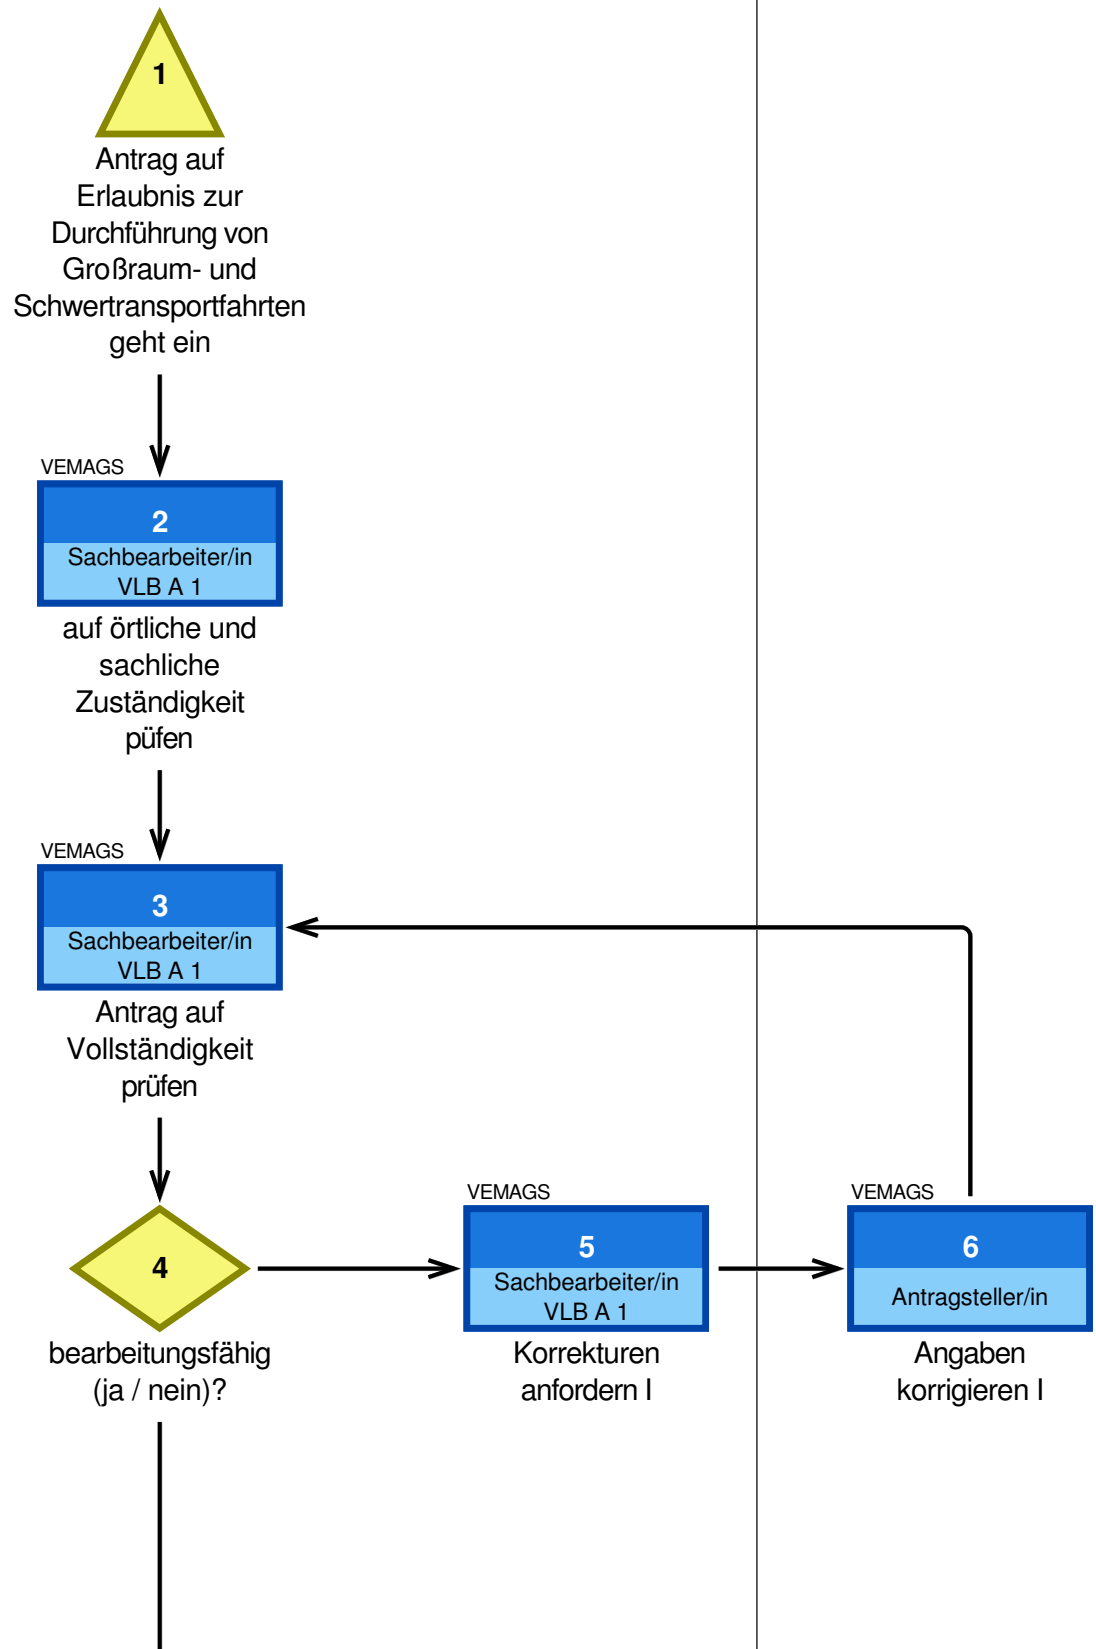 1
Antrag auf
Erlaubnis zur
Durchführung von
Großraum- und
Schwertransportfahrten
geht ein
VEMAGS
2
Sachbearbeiter/in
VLB A 1
auf örtliche und
sachliche
Zuständigkeit
püfen
VEMAGS
3
Sachbearbeiter/in
VLB A 1
Antrag auf
Vollständigkeit
prüfen
4
bearbeitungsfähig
(ja / nein)?
VEMAGS
5
Sachbearbeiter/in
VLB A 1
Korrekturen
anfordern I
VEMAGS
6
Antragsteller/in
Angaben
korrigieren I